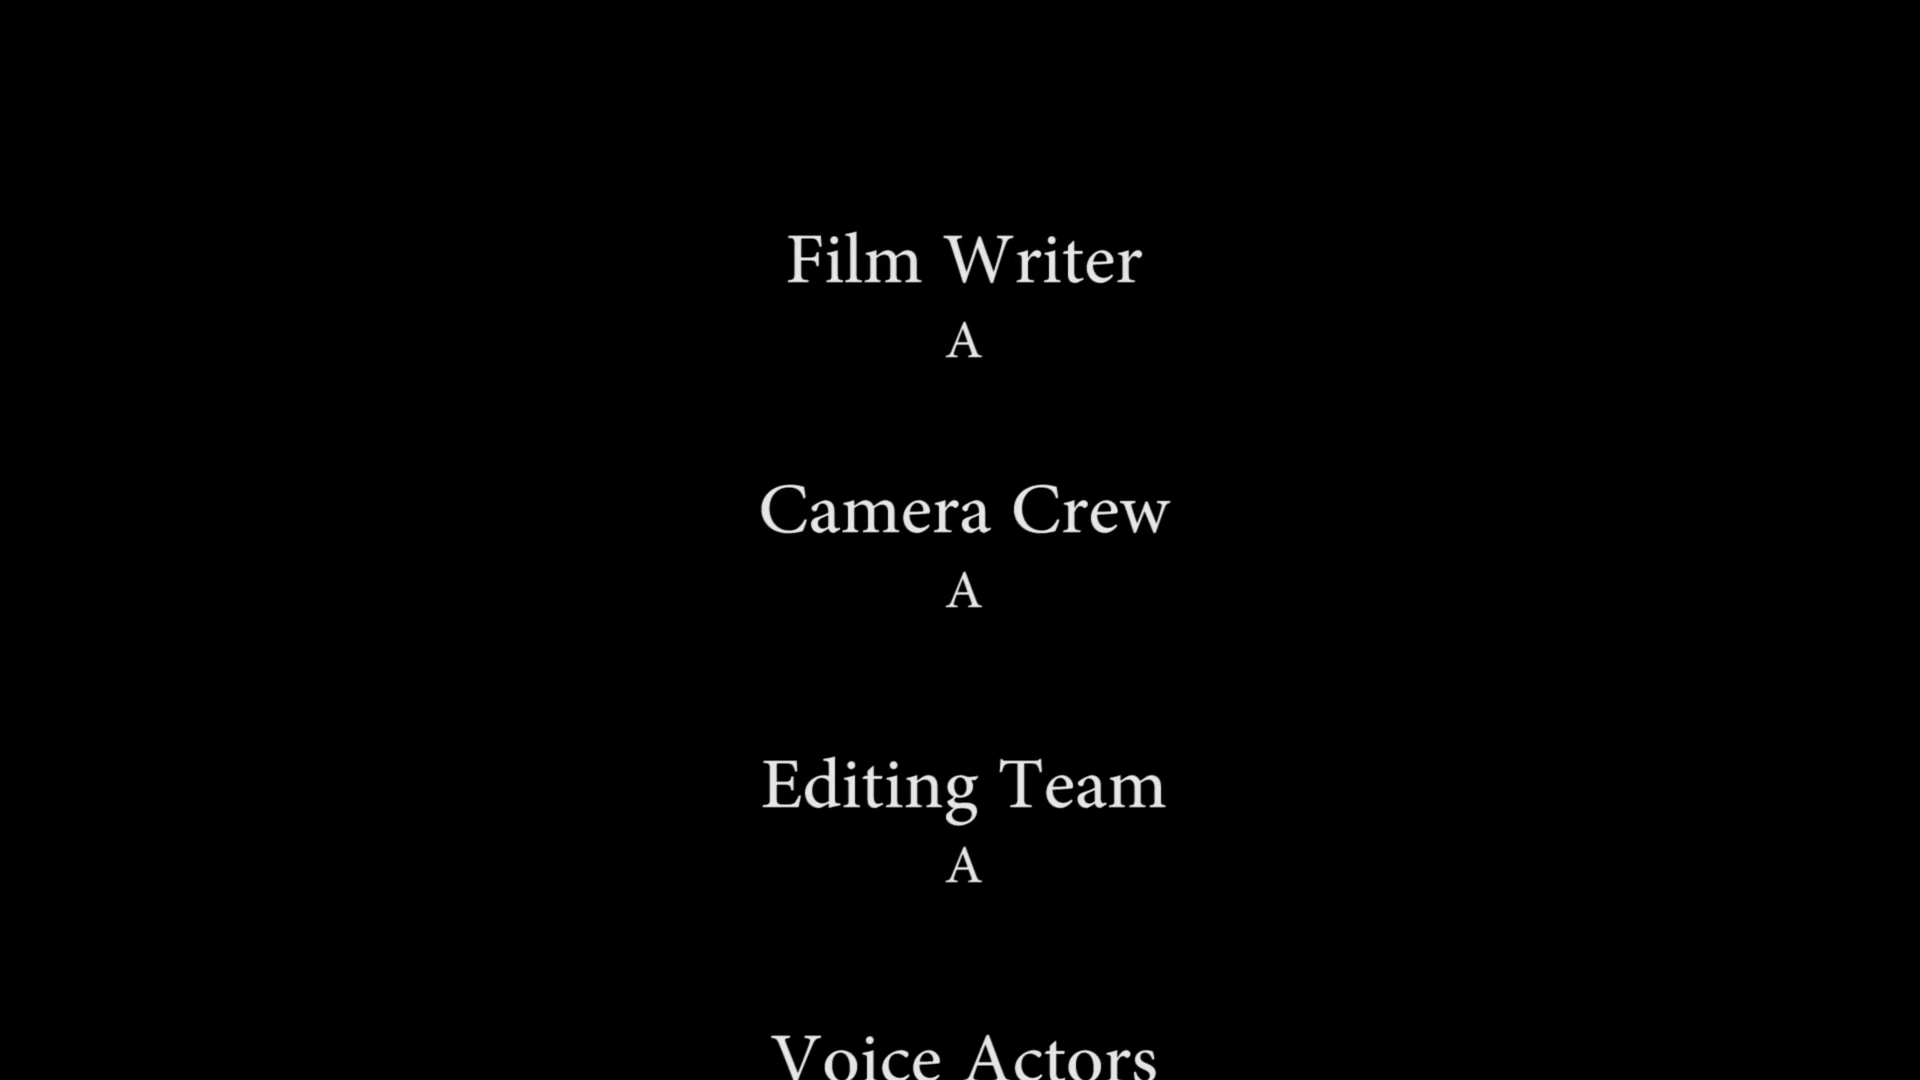 Film Writer
A
Camera Crew
A
Editing Team
A
Voice Actors